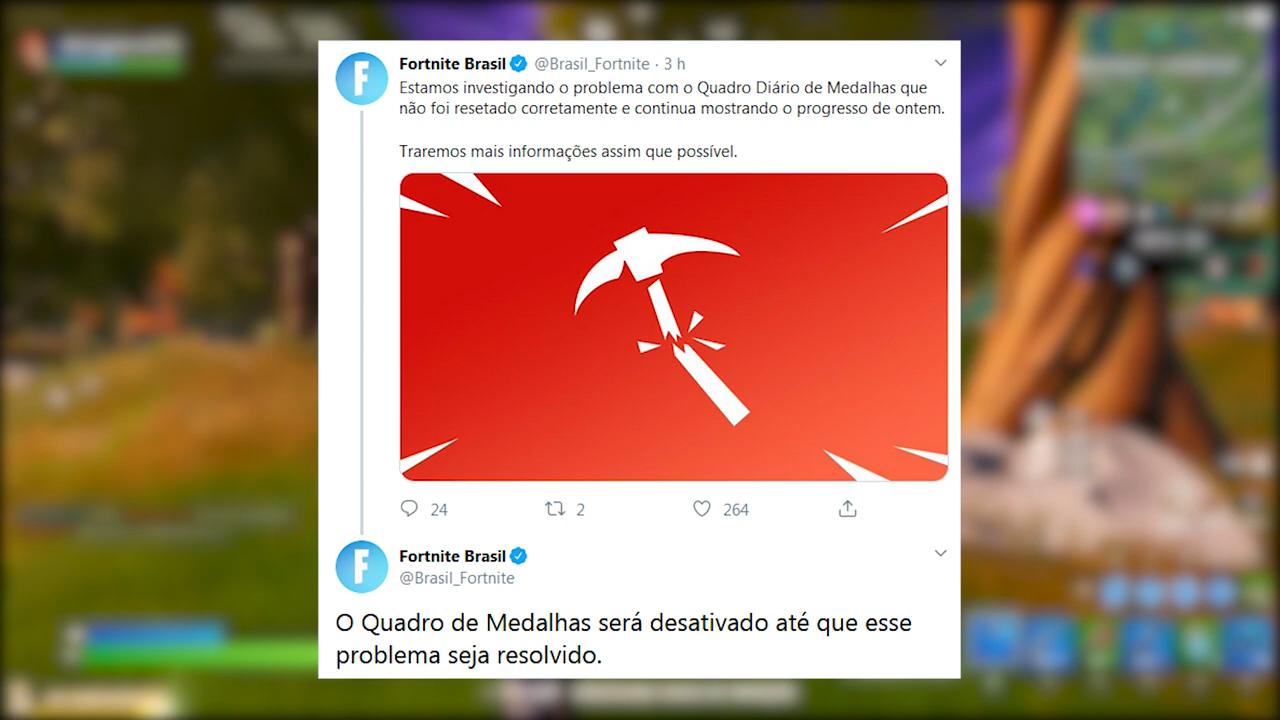 Fortnite Brasil @Brasil_Fortnite · 3 h
Estamos investigando o problema com o Quadro Diário de Medalhas que
não foi resetado corretamente e continua mostrando o progresso de ontem.
Traremos mais informações assim que possível.
24 2 264
Fortnite Brasil
@Brasil_Fortnite
O Quadro de Medalhas será desativado até que esse
problema seja resolvido.